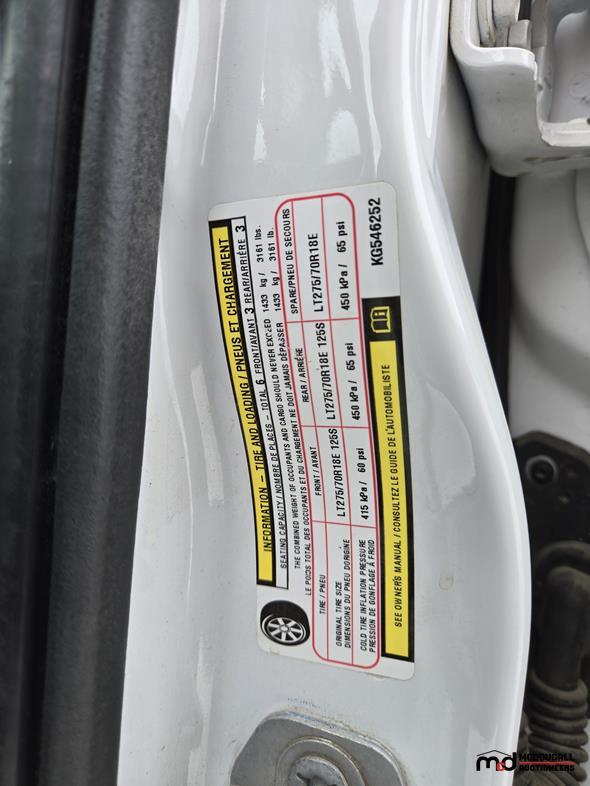 INFORMATION – TIRE AND LOADING / PNEUS ET CHARGEMENT
SEATING CAPACITY / NOMBRE DE PLACES – TOTAL 6 FRONT/AVANT 3 REAR/ARRIÈRE 3
THE COMBINED WEIGHT OF OCCUPANTS AND CARGO SHOULD NEVER EXCEED 1433 kg / 3161 lbs.
LE POIDS TOTAL DES OCCUPANTS ET DU CHARGEMENT NE DOIT JAMAIS DÉPASSER 1433 kg / 3161 lb.
TIRE / PNEU FRONT / AVANT REAR / ARRIÈRE SPARE/PNEU DE SECOURS
ORIGINAL TIRE SIZE
DIMENSIONS DU PNEU DORIGINE LT275/70R18E 125S LT275/70R18E 125S LT275/70R18E
COLD TIRE INFLATION PRESSURE
PRESSION DE GONFLAGE À FROID 415 kPa / 60 psi 450 kPa / 65 psi 450 kPa / 65 psi
SEE OWNERS MANUAL / CONSULTEZ LE GUIDE DE L'AUTOMOBILISTE
KG546252
md MCDOUGALL
AUCTIONEERS